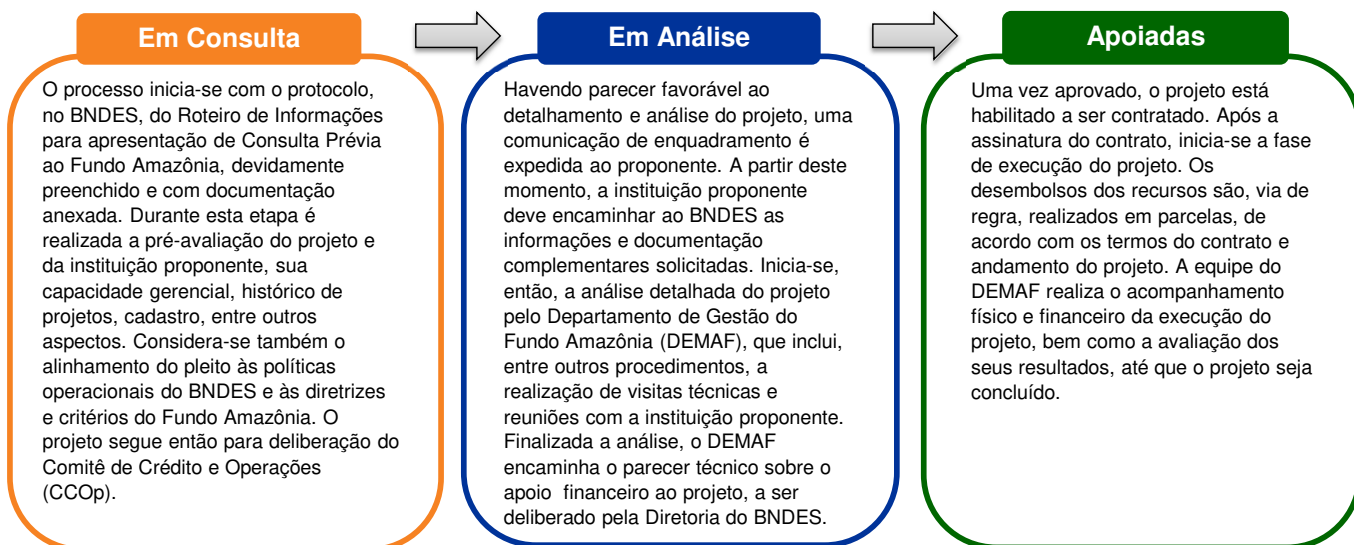 Em Consulta
O processo inicia-se com o protocolo,
no BNDES, do Roteiro de Informações
para apresentação de Consulta Prévia
ao Fundo Amazônia, devidamente
preenchido e com documentação
anexada. Durante esta etapa é
realizada a pré-avaliação do projeto e
da instituição proponente, sua
capacidade gerencial, histórico de
projetos, cadastro, entre outros
aspectos. Considera-se também o
alinhamento do pleito às políticas
operacionais do BNDES e às diretrizes
e critérios do Fundo Amazônia. O
projeto segue então para deliberação do
Comitê de Crédito e Operações
(CCOp).
Em Análise
Havendo parecer favorável ao
detalhamento e análise do projeto, uma
comunicação de enquadramento é
expedida ao proponente. A partir deste
momento, a instituição proponente
deve encaminhar ao BNDES as
informações e documentação
complementares solicitadas. Inicia-se,
então, a análise detalhada do projeto
pelo Departamento de Gestão do
Fundo Amazônia (DEMAF), que inclui,
entre outros procedimentos, a
realização de visitas técnicas e
reuniões com a instituição proponente.
Finalizada a análise, o DEMAF
encaminha o parecer técnico sobre o
apoio financeiro ao projeto, a ser
deliberado pela Diretoria do BNDES.
Apoiadas
Uma vez aprovado, o projeto está
habilitado a ser contratado. Após a
assinatura do contrato, inicia-se a fase
de execução do projeto. Os
desembolsos dos recursos são, via de
regra, realizados em parcelas, de
acordo com os termos do contrato e
andamento do projeto. A equipe do
DEMAF realiza o acompanhamento
físico e financeiro da execução do
projeto, bem como a avaliação dos
seus resultados, até que o projeto seja
concluído.